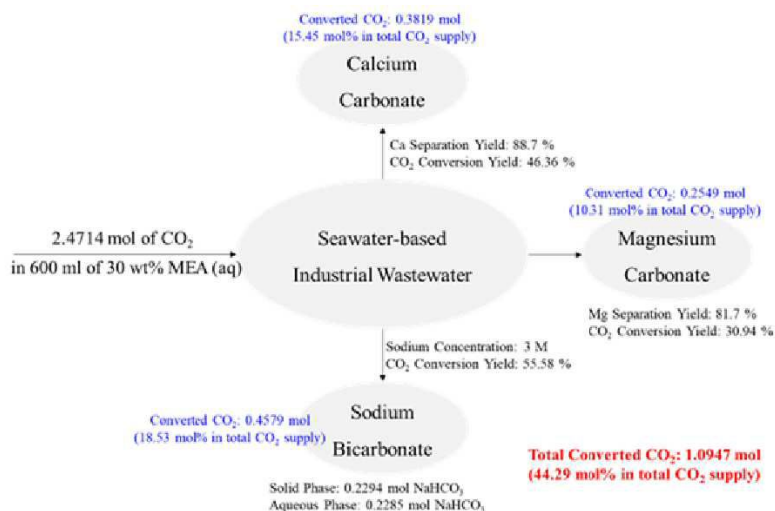 Converted CO₂: 0.3819 mol
(15.45 mol% in total CO₂ supply)
Calcium
Carbonate
Ca Separation Yield: 88.7 %
CO₂ Conversion Yield: 46.36 %
2.4714 mol of CO₂
in 600 ml of 30 wt% MEA (aq)
Seawater-based
Industrial Wastewater
Converted CO₂: 0.2549 mol
(10.31 mol% in total CO₂ supply)
Magnesium
Carbonate
Mg Separation Yield: 81.7 %
CO₂ Conversion Yield: 30.94 %
Sodium Concentration: 3 M
CO₂ Conversion Yield: 55.58 %
Converted CO₂: 0.4579 mol
(18.53 mol% in total CO₂ supply)
Sodium
Bicarbonate
Solid Phase: 0.2294 mol NaHCO₃
Aqueous Phase: 0.2285 mol NaHCO₃
Total Converted CO₂: 1.0947 mol
(44.29 mol% in total CO₂ supply)